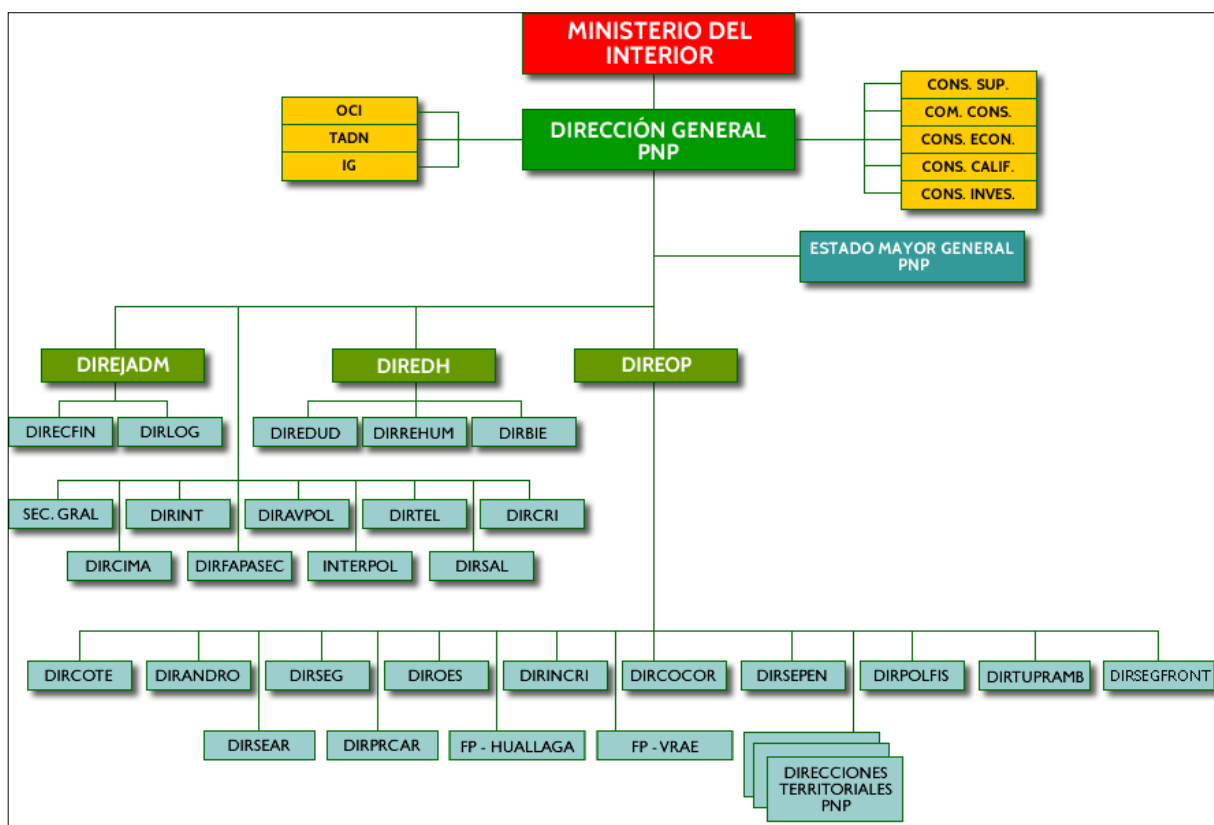 MINISTERIO DEL
INTERIOR
OCI
TADN
IG
DIRECCIÓN GENERAL
PNP
CONS. SUP.
COM. CONS.
CONS. ECON.
CONS. CALIF.
CONS. INVES.
ESTADO MAYOR GENERAL
PNP
DIREJADM
DIREDH
DIREOP
DIRECFIN
DIRLOG
DIREDUD
DIRREHUM
DIRBIE
SEC. GRAL
DIRINT
DIRAVPOL
DIRTEL
DIRCRI
DIRCIMA
DIRFAPASEC
INTERPOL
DIRSAL
DIRCOTE
DIRANDRO
DIRSEG
DIROES
DIRINCRI
DIRCOCOR
DIRSEPEN
DIRPOLFIS
DIRTUPRAMB
DIRSEGFRONT
DIRSEAR
DIRPRCAR
FP - HUALLAGA
FP - VRAE
DIRECCIONES
TERRITORIALES
PNP